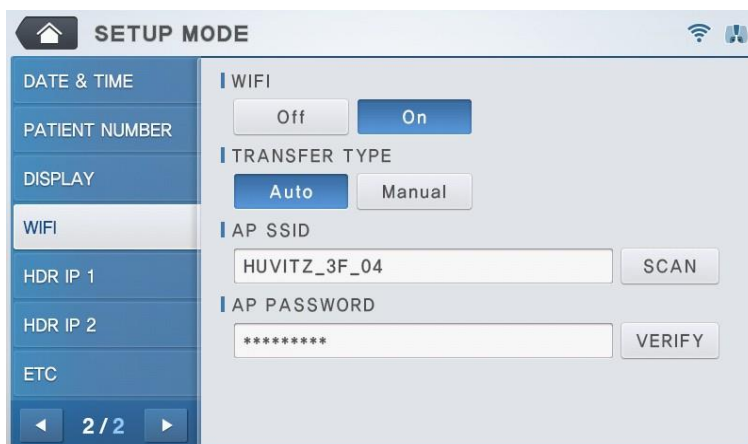 SETUP MODE
DATE & TIME
PATIENT NUMBER
DISPLAY
WIFI
HDR IP 1
HDR IP 2
ETC
2/2
WIFI
Off On
TRANSFER TYPE
Auto Manual
AP SSID
HUVITZ_3F_04 SCAN
AP PASSWORD
********* VERIFY